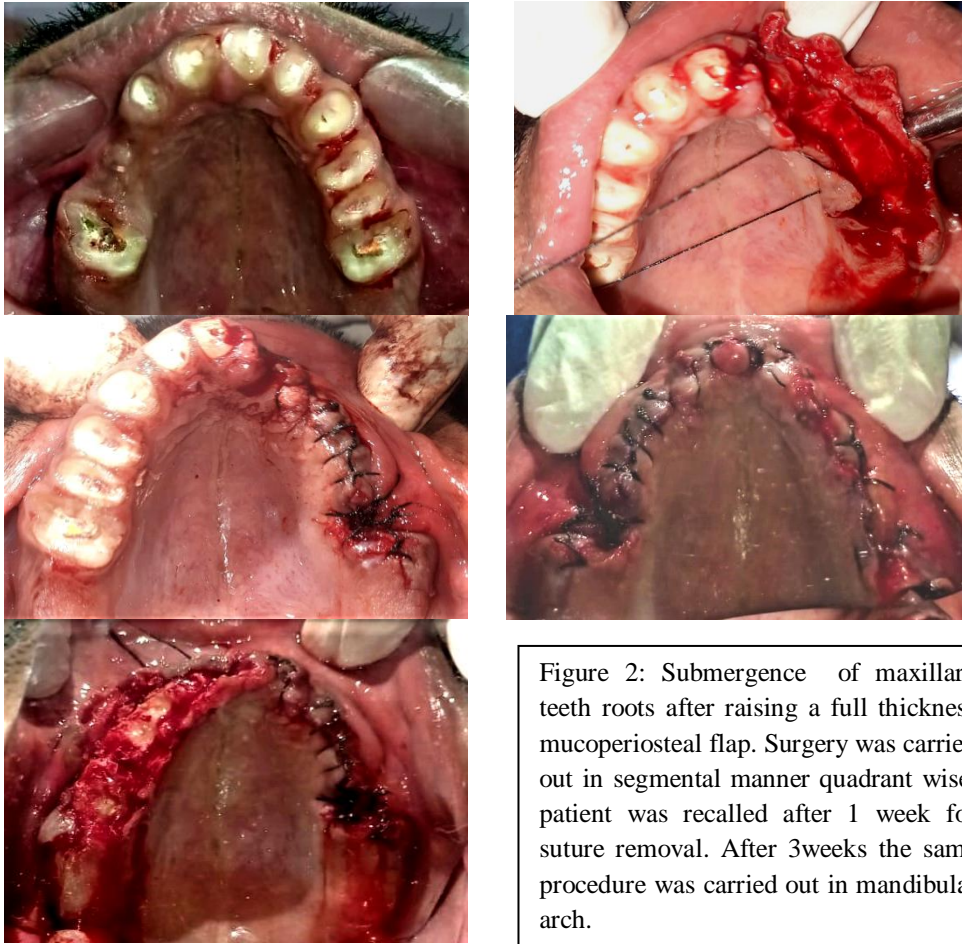 Figure 2: Submergence of maxillar
teeth roots after raising a full thicknes
mucoperiosteal flap. Surgery was carrie
out in segmental manner quadrant wise
patient was recalled after 1 week fo
suture removal. After 3weeks the sam
procedure was carried out in mandibula
arch.